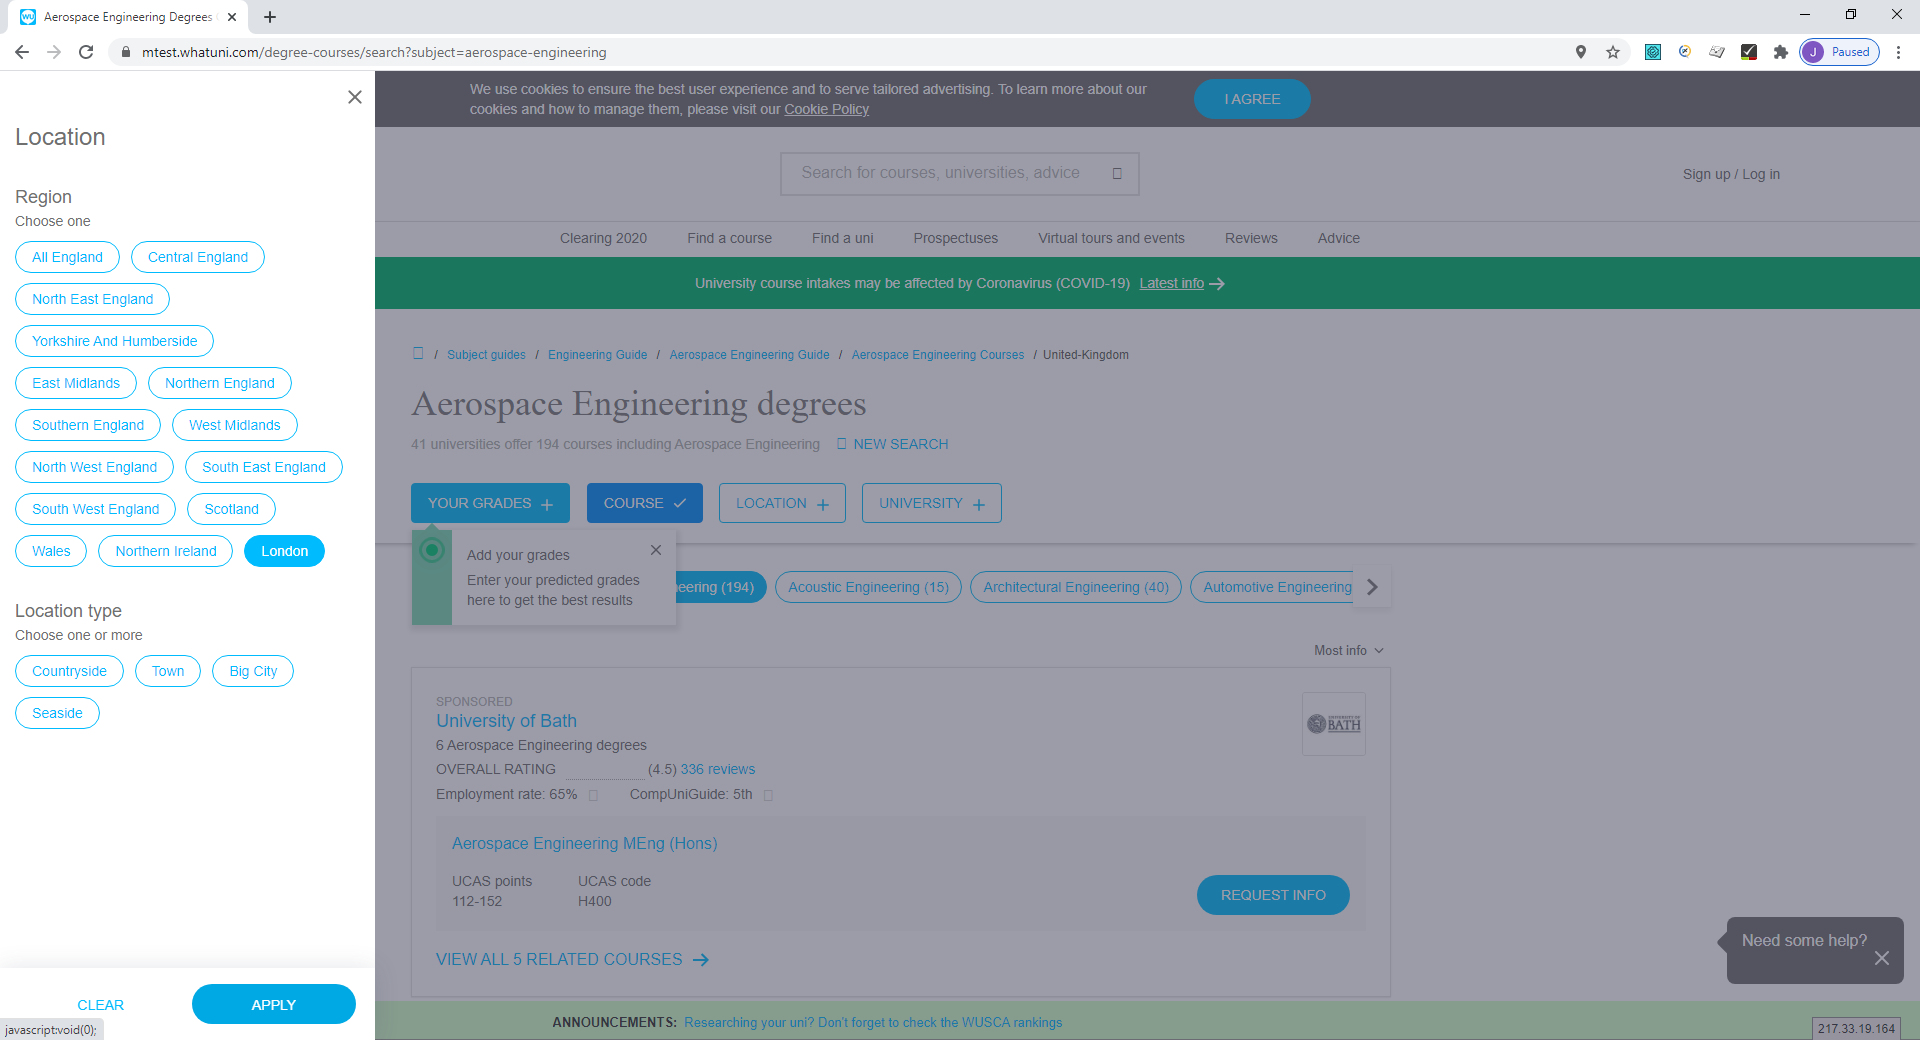 Aerospace Engineering Degrees
mtest.whatuni.com/degree-courses/search?subject=aerospace-engineering
J Paused
Location
Region
Choose one
All England
Central England
North East England
Yorkshire And Humberside
East Midlands
Northern England
Southern England
West Midlands
North West England
South East England
South West England
Scotland
Wales
Northern Ireland
London
Location type
Choose one or more
Countryside
Town
Big City
Seaside
CLEAR
APPLY
javascript:void(0);
We use cookies to ensure the best user experience and to serve tailored advertising. To learn more about our
cookies and how to manage them, please visit our Cookie Policy
I AGREE
Search for courses, universities, advice
Sign up / Log in
Clearing 2020
Find a course
Find a uni
Prospectuses
Virtual tours and events
Reviews
Advice
University course intakes may be affected by Coronavirus (COVID-19) Latest info
/ Subject guides / Engineering Guide / Aerospace Engineering Guide / Aerospace Engineering Courses / United-Kingdom
Aerospace Engineering degrees
41 universities offer 194 courses including Aerospace Engineering
NEW SEARCH
YOUR GRADES
COURSE
LOCATION
UNIVERSITY
Add your grades
Enter your predicted grades
here to get the best results
neering (194)
Acoustic Engineering (15)
Architectural Engineering (40)
Automotive Engineering
Most info
SPONSORED
University of Bath
6 Aerospace Engineering degrees
OVERALL RATING (4.5) 336 reviews
Employment rate: 65%
CompUniGuide: 5th
UNIVERSITY OF
BATH
Aerospace Engineering MEng (Hons)
UCAS points
112-152
UCAS code
H400
REQUEST INFO
VIEW ALL 5 RELATED COURSES
Need some help?
ANNOUNCEMENTS: Researching your uni? Don't forget to check the WUSCA rankings
217.33.19.164